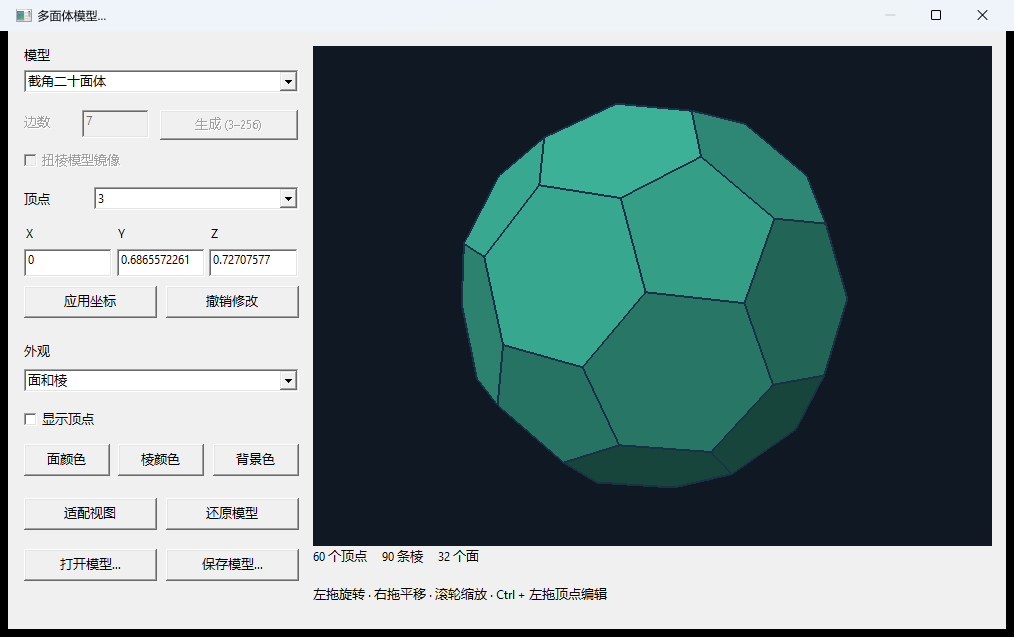 多面体模型...
模型
截角二十面体
边数 7 生成 (3-256)
扭棱模型镜像
顶点 3
X Y Z
0 0.6865572261 0.72707577
应用坐标 撤销修改
外观
面和棱
显示顶点
面颜色 棱颜色 背景色
适配视图 还原模型
打开模型... 保存模型...
60 个顶点 90 条棱 32 个面
左拖旋转 · 右拖平移 · 滚轮缩放 · Ctrl + 左拖顶点编辑